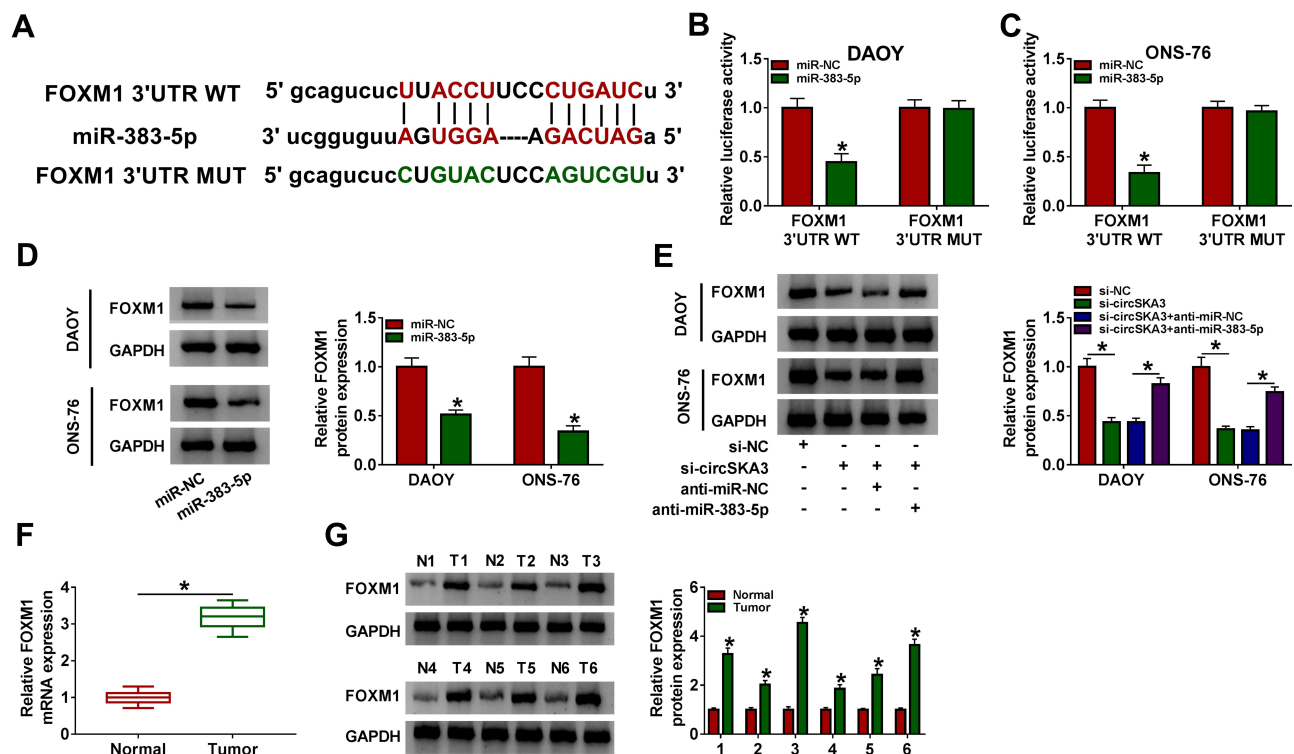 A
FOXM1 3'UTR WT 5' gcagucucUUACCUUUCCCUGAUCu 3'
miR-383-5p 3' ucgguguuAGUGGA----AGACUAGa 5'
FOXM1 3'UTR MUT 5' gcagucucCUGUACUCCAGUCGUu 3'
B
DAOY
Relative luciferase activity
miR-NC
miR-383-5p
1.5
1.0
0.5
0.0
FOXM1 3'UTR WT
FOXM1 3'UTR MUT
C
ONS-76
Relative luciferase activity
miR-NC
miR-383-5p
1.5
1.0
0.5
0.0
*
*
FOXM1 3'UTR WT
FOXM1 3'UTR MUT
D
DAOY
FOXM1
GAPDH
ONS-76
FOXM1
GAPDH
miR-NC
miR-383-5p
Relative FOXM1
protein expression
miR-NC
miR-383-5p
1.5
1.0
0.5
0.0
*
*
DAOY ONS-76
E
DAOY
FOXM1
GAPDH
ONS-76
FOXM1
GAPDH
si-NC + - - -
si-circSKA3 - + + +
anti-miR-NC - - + -
anti-miR-383-5p - - - +
Relative FOXM1
protein expression
si-NC
si-circSKA3
si-circSKA3+anti-miR-NC
si-circSKA3+anti-miR-383-5p
1.5
1.0
0.5
0.0
* * * *
DAOY ONS-76
F
Relative FOXM1
mRNA expression
4
3
2
1
0
*
Normal Tumor
G
N1 T1 N2 T2 N3 T3
FOXM1
GAPDH
N4 T4 N5 T5 N6 T6
FOXM1
GAPDH
Relative FOXM1
protein expression
Normal
Tumor
6
4
2
0
* * * * * *
1 2 3 4 5 6